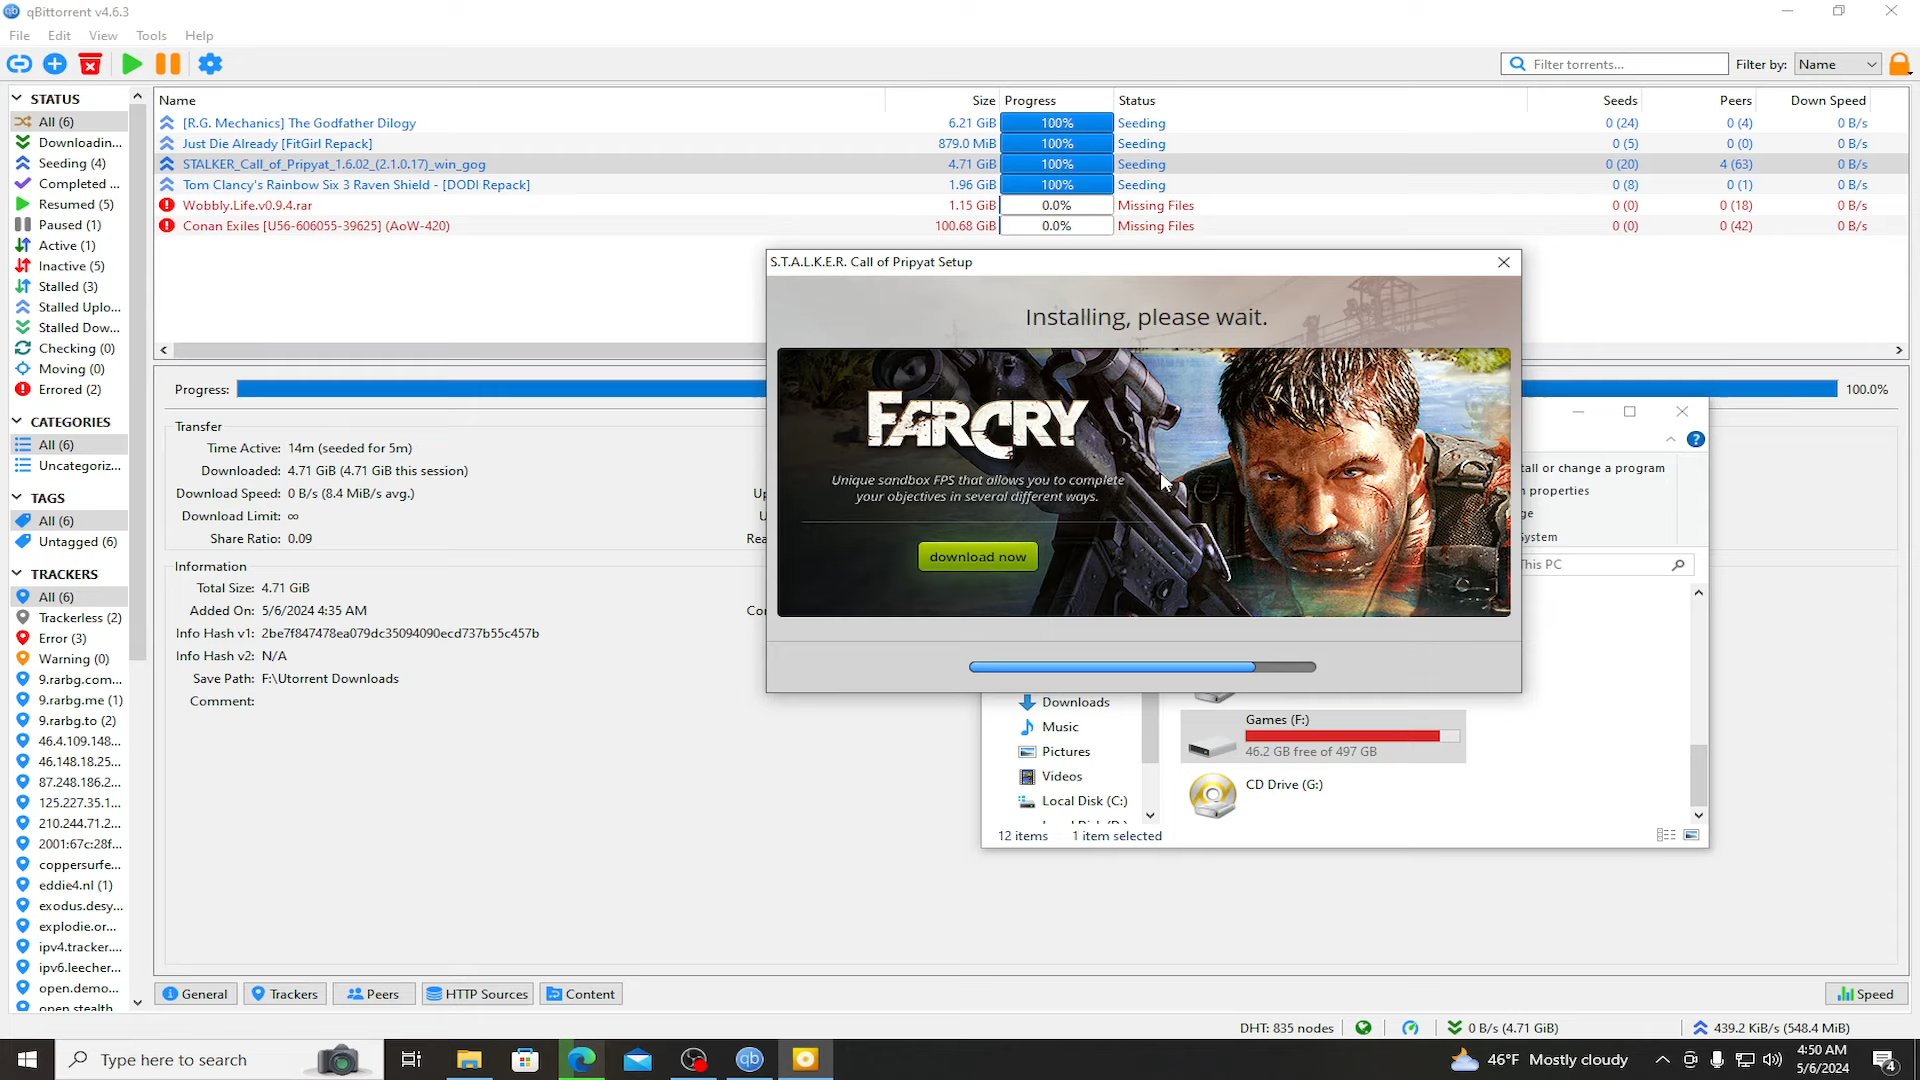 qBittorrent v4.6.3
File Edit View Tools Help
Filter torrents...
Filter by:
Name
STATUS
All (6)
Downloadin...
Seeding (4)
Completed ...
Resumed (5)
Paused (1)
Active (1)
Inactive (5)
Stalled (3)
Stalled Uplo...
Stalled Dow...
Checking (0)
Moving (0)
Errored (2)
CATEGORIES
All (6)
Uncategoriz...
TAGS
All (6)
Untagged (6)
TRACKERS
All (6)
Trackerless (2)
Error (3)
Warning (0)
9.rarbg.com...
9.rarbg.me (1)
9.rarbg.to (2)
46.4.109.148...
46.148.18.25...
87.248.186.2...
125.227.35.1...
210.244.71.2...
2001:67c:28f...
coppersurfe...
eddie4.nl (1)
exodus.desy...
explodie.or...
ipv4.tracker....
ipv6.leecher...
open.demo...
open.stealth
Name Size Progress Status Seeds Peers Down Speed
[R.G. Mechanics] The Godfather Dilogy 6.21 GiB 100% Seeding 0 (24) 0 (4) 0 B/s
Just Die Already [FitGirl Repack] 879.0 MiB 100% Seeding 0 (5) 0 (0) 0 B/s
STALKER_Call_of_Pripyat_1.6.02_(2.1.0.17)_win_gog 4.71 GiB 100% Seeding 0 (20) 4 (63) 0 B/s
Tom Clancy's Rainbow Six 3 Raven Shield - [DODI Repack] 1.96 GiB 100% Seeding 0 (8) 0 (1) 0 B/s
Wobbly.Life.v0.9.4.rar 1.15 GiB 0.0% Missing Files 0 (0) 0 (18) 0 B/s
Conan Exiles [U56-606055-39625] (AoW-420) 100.68 GiB 0.0% Missing Files 0 (0) 0 (42) 0 B/s
Progress: 100.0%
Transfer
Time Active: 14m (seeded for 5m)
Downloaded: 4.71 GiB (4.71 GiB this session)
Download Speed: 0 B/s (8.4 MiB/s avg.)
Download Limit: ∞
Share Ratio: 0.09
Up
U
Rea
Information
Total Size: 4.71 GiB
Added On: 5/6/2024 4:35 AM
Co
Info Hash v1: 2be7f847478ea079dc35094090ecd737b55c457b
Info Hash v2: N/A
Save Path: F:\Utorrent Downloads
Comment:
S.T.A.L.K.E.R. Call of Pripyat Setup
Installing, please wait.
FARCRY
Unique sandbox FPS that allows you to complete
your objectives in several different ways.
download now
tall or change a program
n properties
ge
System
This PC
Downloads
Music
Pictures
Videos
Local Disk (C:)
Games (F:)
46.2 GB free of 497 GB
CD Drive (G:)
12 items 1 item selected
General Trackers Peers HTTP Sources Content Speed
DHT: 835 nodes 0 B/s (4.71 GiB) 439.2 KiB/s (548.4 MiB)
Type here to search
46°F Mostly cloudy
4:50 AM
5/6/2024
4